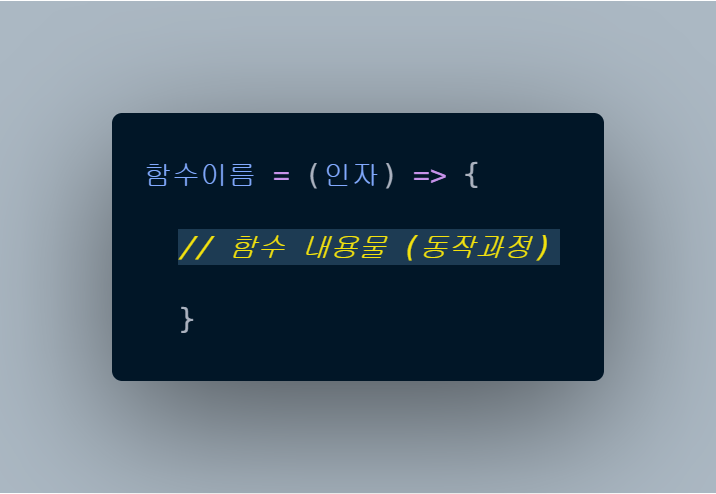 함수이름 = (인자) => {
// 함수 내용물 (동작과정)
}